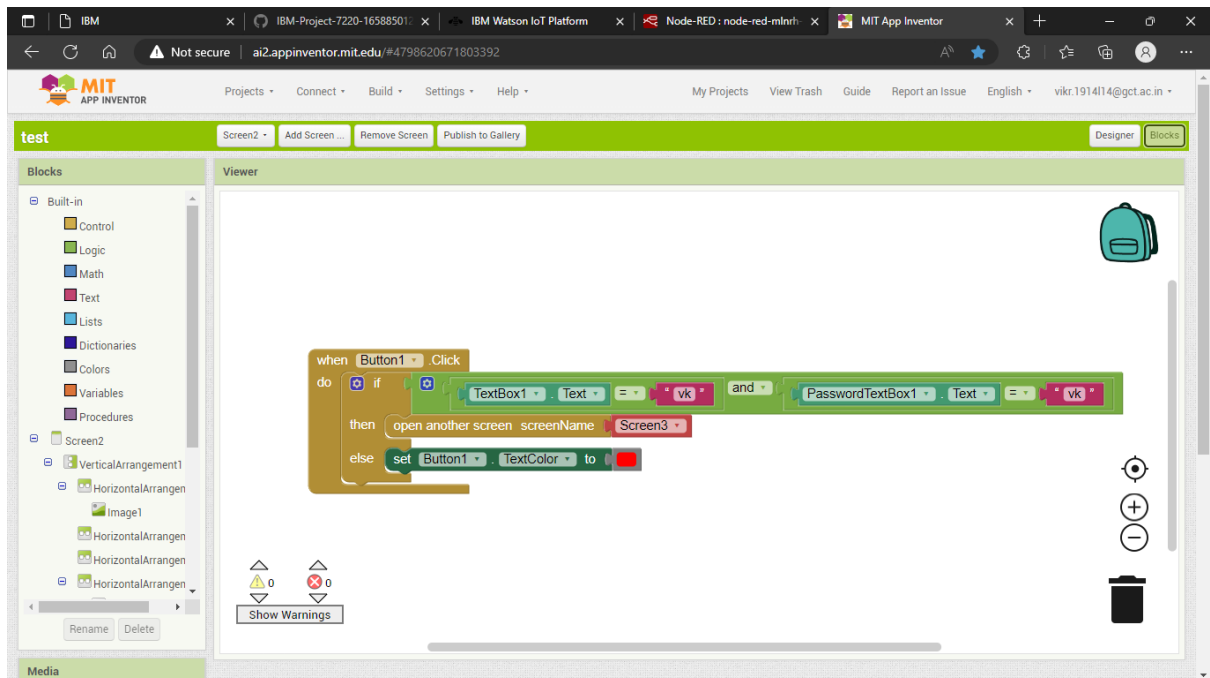 IBM
IBM-Project-7220-165885013
IBM Watson IoT Platform
Node-RED : node-red-mlnrh-
MIT App Inventor
Not secure
ai2.appinventor.mit.edu/#4798620671803392
MIT
APP INVENTOR
Projects
Connect
Build
Settings
Help
My Projects
View Trash
Guide
Report an Issue
English
vikr.1914l14@gct.ac.in
test
Screen2
Add Screen ...
Remove Screen
Publish to Gallery
Designer
Blocks
Blocks
Viewer
Built-in
Control
Logic
Math
Text
Lists
Dictionaries
Colors
Variables
Procedures
Screen2
VerticalArrangement1
HorizontalArrangen
Image1
HorizontalArrangen
HorizontalArrangen
HorizontalArrangen
Rename
Delete
Media
when Button1 .Click
do if TextBox1 . Text = " vk " and PasswordTextBox1 . Text = " vk "
then open another screen screenName Screen3
else set Button1 . TextColor to
0 0
Show Warnings